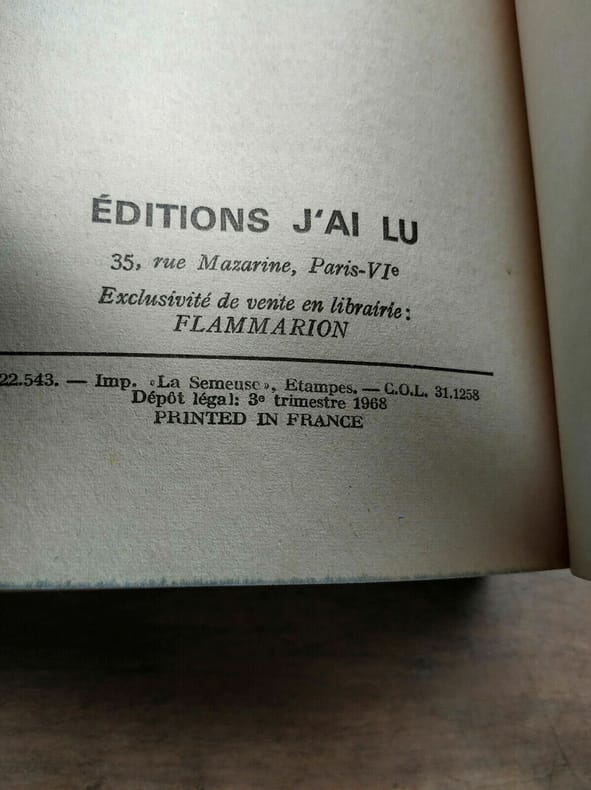 ÉDITIONS J'AI LU
35, rue Mazarine, Paris-VIe
Exclusivité de vente en librairie:
FLAMMARION
22.543. — Imp. «La Semeuse», Etampes. — C.O.L. 31.1258
Dépôt légal: 3e trimestre 1968
PRINTED IN FRANCE